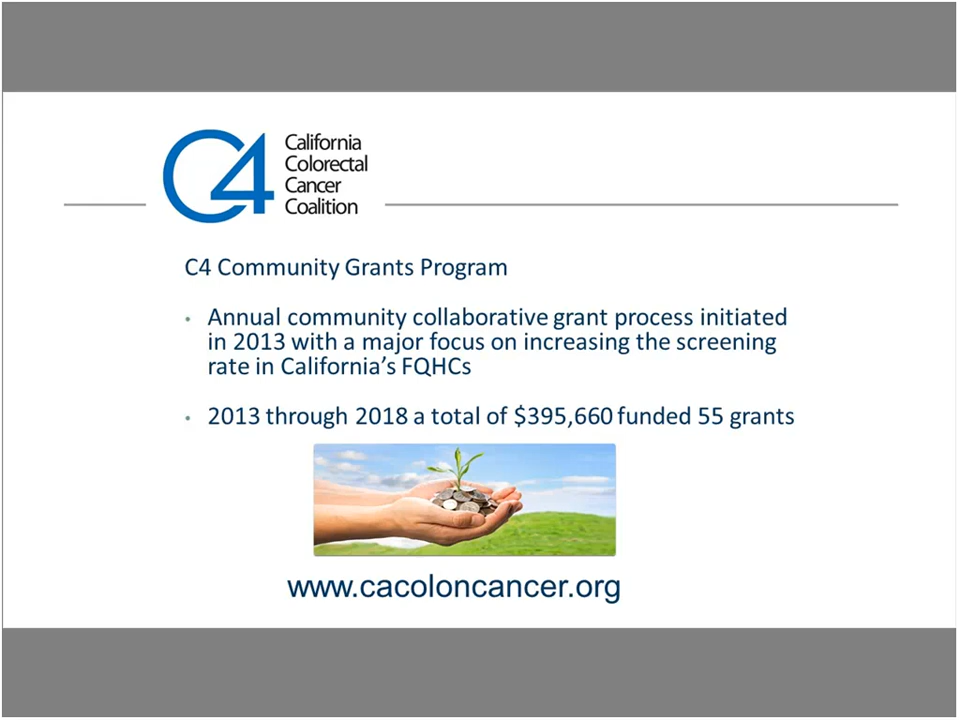 C4
California
Colorectal
Cancer
Coalition
C4 Community Grants Program
• Annual community collaborative grant process initiated
in 2013 with a major focus on increasing the screening
rate in California’s FQHCs
• 2013 through 2018 a total of $395,660 funded 55 grants
www.cacoloncancer.org